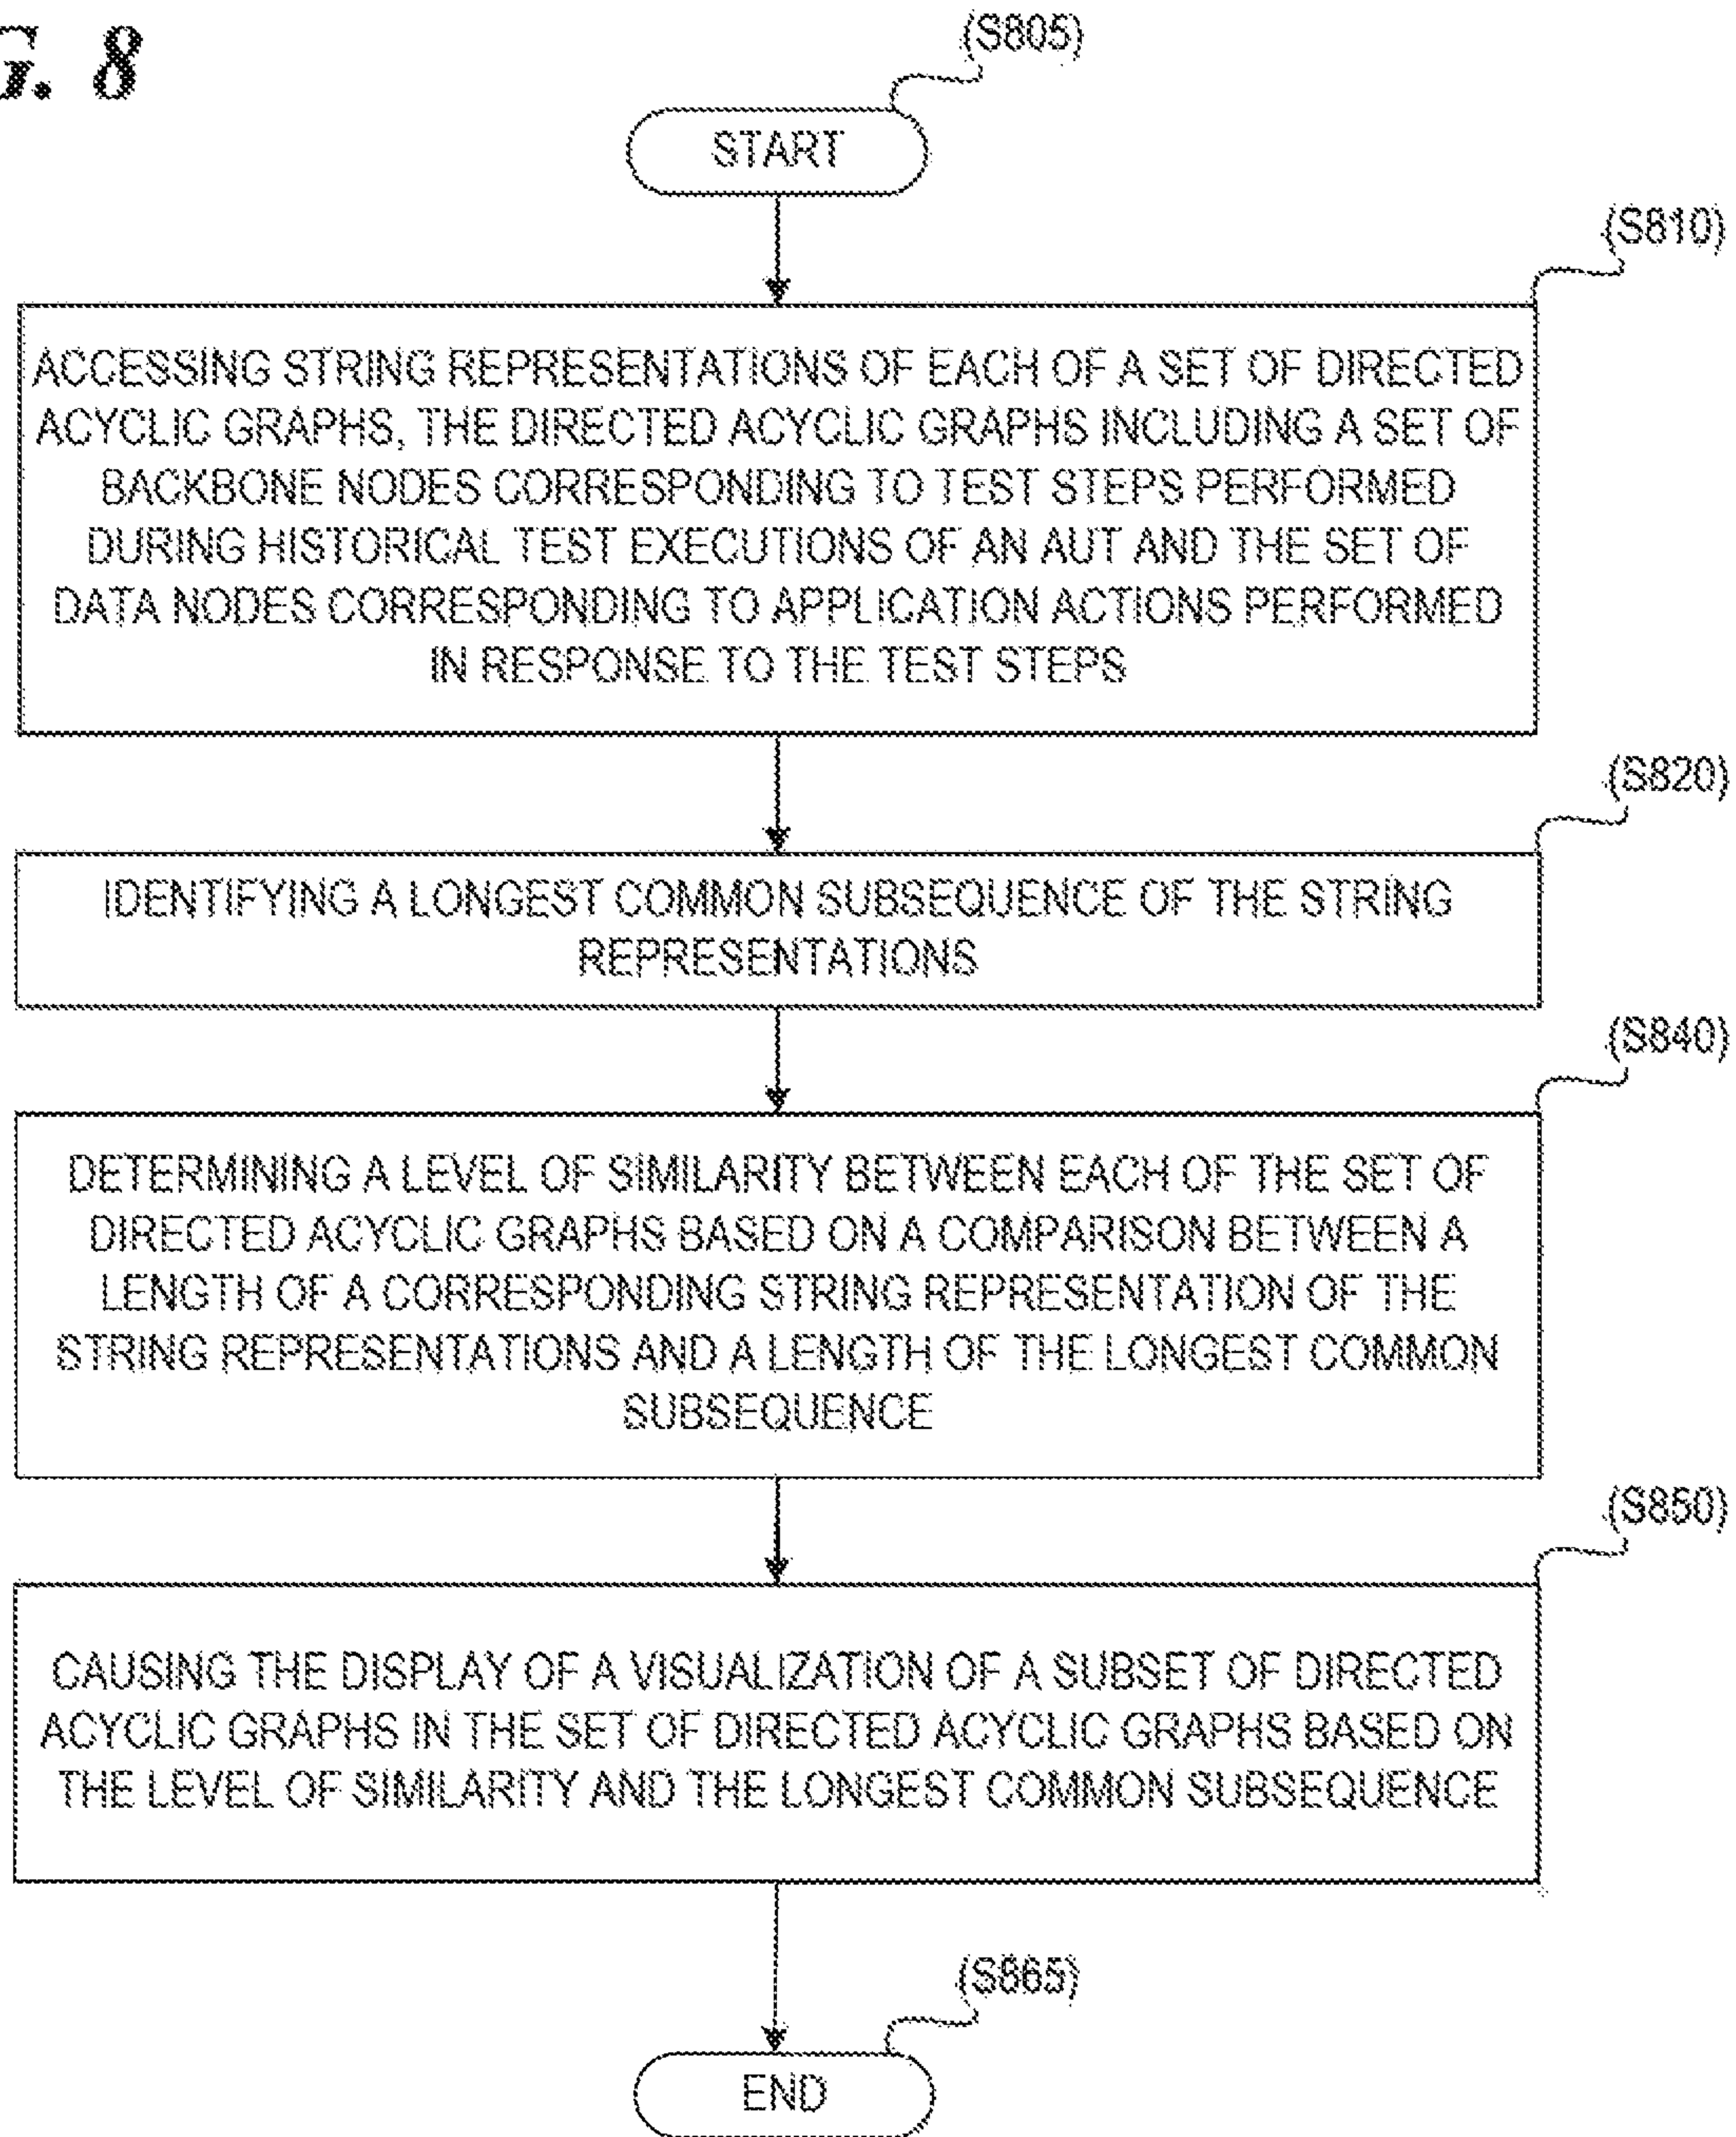 G. 8
(S805)
START
(S810)
ACCESSING STRING REPRESENTATIONS OF EACH OF A SET OF DIRECTED
ACYCLIC GRAPHS, THE DIRECTED ACYCLIC GRAPHS INCLUDING A SET OF
BACKBONE NODES CORRESPONDING TO TEST STEPS PERFORMED
DURING HISTORICAL TEST EXECUTIONS OF AN AUT AND THE SET OF
DATA NODES CORRESPONDING TO APPLICATION ACTIONS PERFORMED
IN RESPONSE TO THE TEST STEPS
(S820)
IDENTIFYING A LONGEST COMMON SUBSEQUENCE OF THE STRING
REPRESENTATIONS
(S840)
DETERMINING A LEVEL OF SIMILARITY BETWEEN EACH OF THE SET OF
DIRECTED ACYCLIC GRAPHS BASED ON A COMPARISON BETWEEN A
LENGTH OF A CORRESPONDING STRING REPRESENTATION OF THE
STRING REPRESENTATIONS AND A LENGTH OF THE LONGEST COMMON
SUBSEQUENCE
(S850)
CAUSING THE DISPLAY OF A VISUALIZATION OF A SUBSET OF DIRECTED
ACYCLIC GRAPHS IN THE SET OF DIRECTED ACYCLIC GRAPHS BASED ON
THE LEVEL OF SIMILARITY AND THE LONGEST COMMON SUBSEQUENCE
(S865)
END